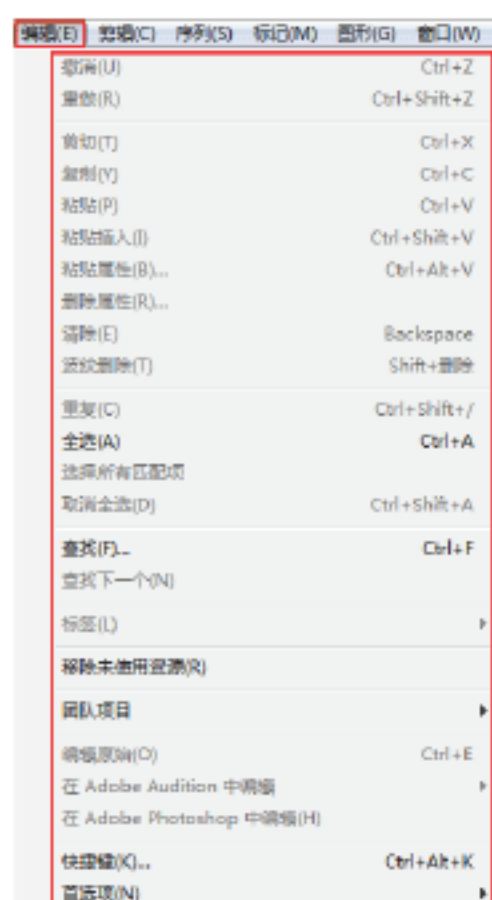 编辑(E) 剪辑(C) 序列(S) 标记(M) 图形(G) 窗口(W)
撤消(U) Ctrl+Z
重做(R) Ctrl+Shift+Z
剪切(T) Ctrl+X
复制(Y) Ctrl+C
粘贴(P) Ctrl+V
粘贴插入(I) Ctrl+Shift+V
粘贴属性(B)... Ctrl+Alt+V
删除属性(R)...
清除(E) Backspace
波纹删除(T) Shift+删除
重复(C) Ctrl+Shift+/
全选(A) Ctrl+A
选择所有匹配项
取消全选(D) Ctrl+Shift+A
查找(F)... Ctrl+F
查找下一个(N)
标签(L)
移除未使用资源(R)
团队项目
编辑原始(O) Ctrl+E
在 Adobe Audition 中编辑
在 Adobe Photoshop 中编辑(H)
快捷键(K)... Ctrl+Alt+K
首选项(N)